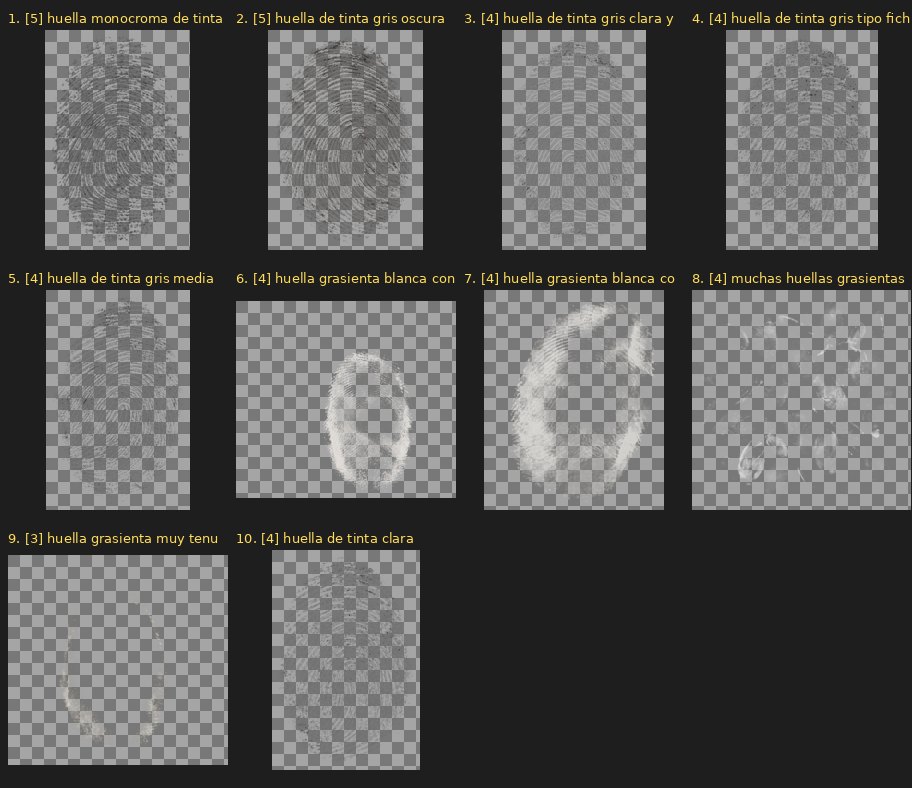 1. [5] huella monocroma de tinta
2. [5] huella de tinta gris oscura
3. [4] huella de tinta gris clara y
4. [4] huella de tinta gris tipo fich
5. [4] huella de tinta gris media
6. [4] huella grasienta blanca con
7. [4] huella grasienta blanca co
8. [4] muchas huellas grasientas
9. [3] huella grasienta muy tenu
10. [4] huella de tinta clara